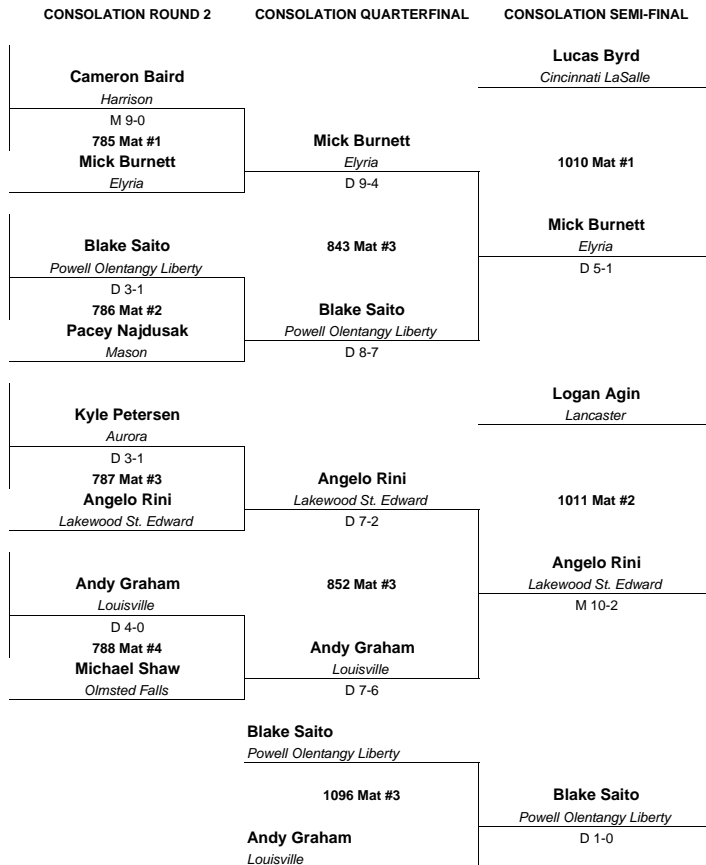 CONSOLATION ROUND 2 CONSOLATION QUARTERFINAL CONSOLATION SEMI-FINAL
Lucas Byrd
Cincinnati LaSalle
Cameron Baird
Harrison
M 9-0
785 Mat #1
Mick Burnett
Elyria
Mick Burnett
Elyria
D 9-4
1010 Mat #1
Blake Saito
Powell Olentangy Liberty
D 3-1
786 Mat #2
Pacey Najdusak
Mason
843 Mat #3
Blake Saito
Powell Olentangy Liberty
D 8-7
Mick Burnett
Elyria
D 5-1
Kyle Petersen
Aurora
D 3-1
787 Mat #3
Angelo Rini
Lakewood St. Edward
Angelo Rini
Lakewood St. Edward
D 7-2
Logan Agin
Lancaster
1011 Mat #2
Andy Graham
Louisville
D 4-0
788 Mat #4
Michael Shaw
Olmsted Falls
852 Mat #3
Andy Graham
Louisville
D 7-6
Angelo Rini
Lakewood St. Edward
M 10-2
Blake Saito
Powell Olentangy Liberty
1096 Mat #3
Andy Graham
Louisville
Blake Saito
Powell Olentangy Liberty
D 1-0